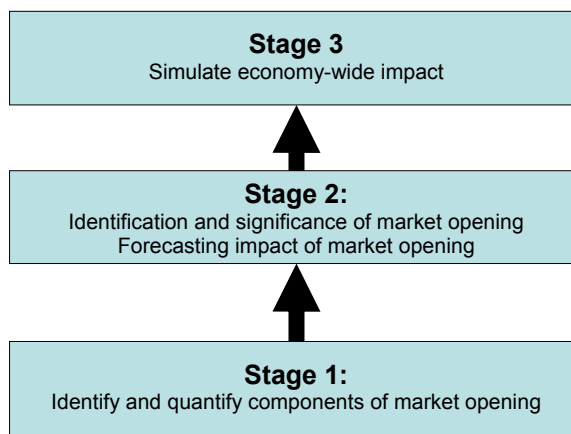 Stage 3
Simulate economy-wide impact
Stage 2:
Identification and significance of market opening
Forecasting impact of market opening
Stage 1:
Identify and quantify components of market opening